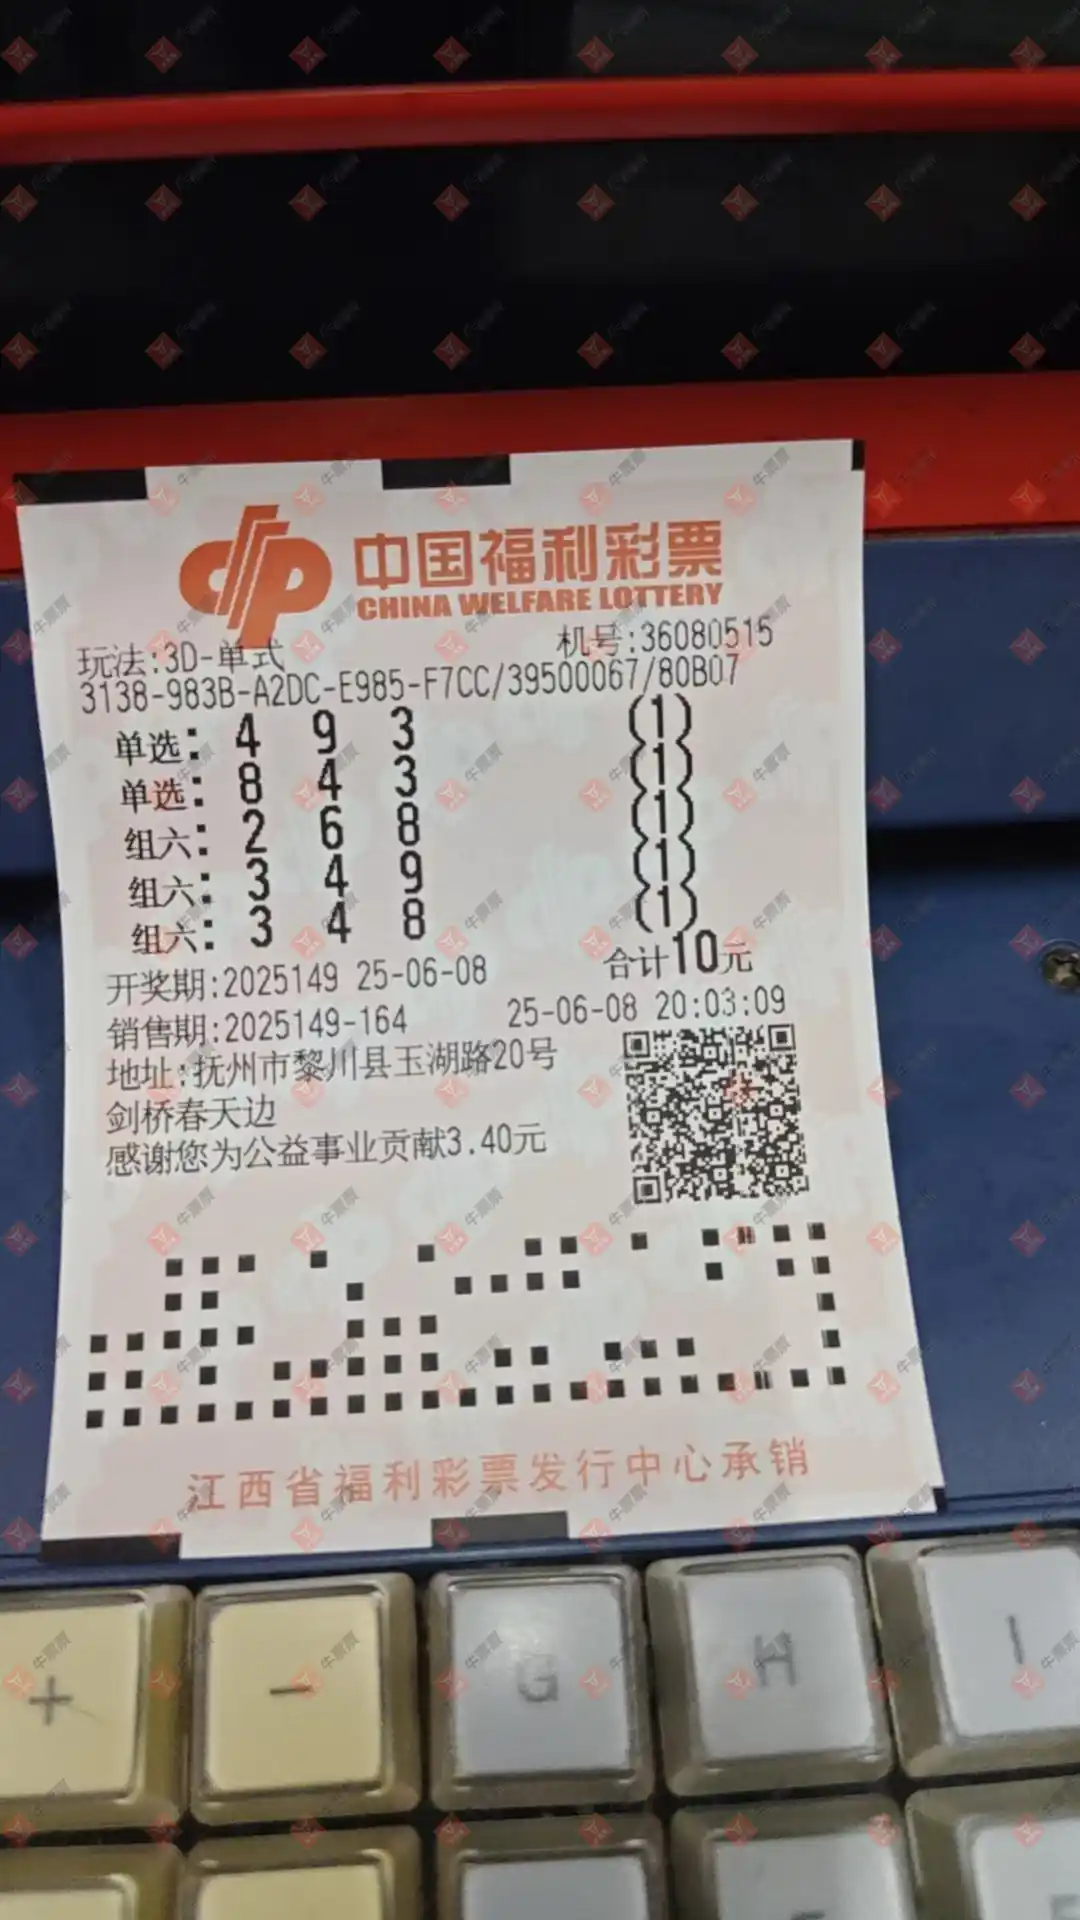 中国福利彩票
CHINA WELFARE LOTTERY
玩法:3D-单式 机号:36080515
3138-983B-A2DC-E985-F7CC/39500067/80B07
单选: 4 9 3 (1)
单选: 8 4 3 (1)
组六: 2 6 8 (1)
组六: 3 4 9 (1)
组六: 3 4 8 (1)
合计10元
开奖期:2025149 25-06-08
销售期:2025149-164 25-06-08 20:03:09
地址:抚州市黎川县玉湖路20号
剑桥春天边
感谢您为公益事业贡献3.40元
江西省福利彩票发行中心承销
+ - G H I
牛票票